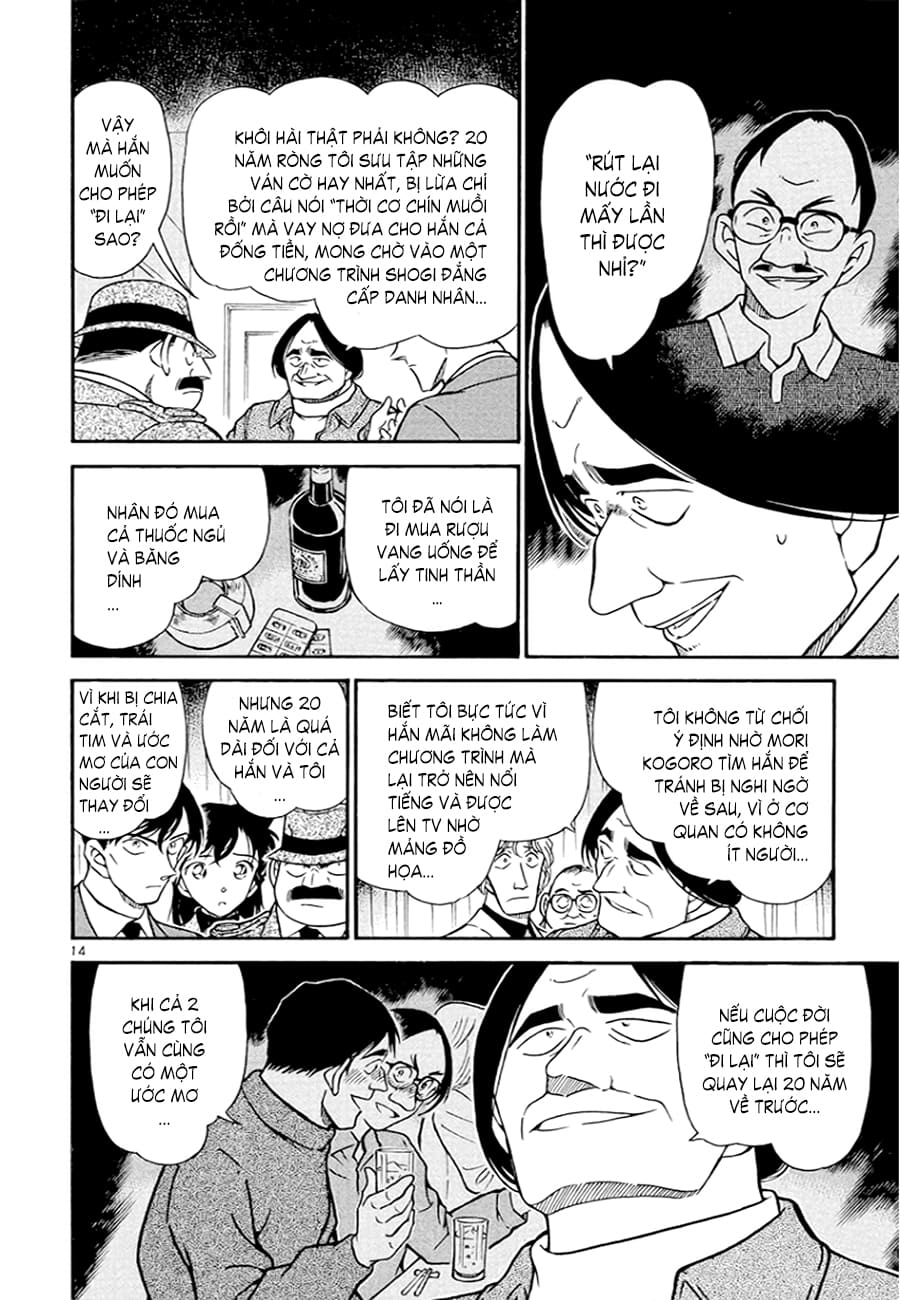 "RÚT LẠI
NƯỚC ĐI
MẤY LẦN
THÌ ĐƯỢC
NHỈ?"
KHÔI HÀI THẬT PHẢI KHÔNG? 20
NĂM RÒNG TÔI SƯU TẬP NHỮNG
VÁN CỜ HAY NHẤT, BỊ LỪA CHỈ
BỞI CÂU NÓI "THỜI CƠ CHÍN MUỒI
RỒI" MÀ VAY NỢ ĐƯA CHO HẮN CẢ
ĐỐNG TIỀN, MONG CHỜ VÀO MỘT
CHƯƠNG TRÌNH SHOGI ĐẲNG
CẤP DANH NHÂN...
VẬY
MÀ HẮN
MUỐN
CHO PHÉP
"ĐI LẠI"
SAO?
TÔI ĐÃ NÓI LÀ
ĐI MUA RƯỢU
VANG UỐNG ĐỂ
LẤY TINH THẦN
...
NHÂN ĐÓ MUA
CẢ THUỐC NGỦ
VÀ BĂNG
DÍNH
...
TÔI KHÔNG TỪ CHỐI
Ý ĐỊNH NHỜ MORI
KOGORO TÌM HẮN ĐỂ
TRÁNH BỊ NGHI NGỜ
VỀ SAU, VÌ Ở CƠ
QUAN CÓ KHÔNG
ÍT NGƯỜI...
BIẾT TÔI BỰC TỨC VÌ
HẮN MÃI KHÔNG LÀM
CHƯƠNG TRÌNH MÀ
LẠI TRỞ NÊN NỔI
TIẾNG VÀ ĐƯỢC
LÊN TV NHỜ
MẢNG ĐỒ
HỌA...
NHƯNG 20
NĂM LÀ QUÁ
DÀI ĐỐI VỚI CẢ
HẮN VÀ TÔI
...
VÌ KHI BỊ CHIA
CẮT, TRÁI
TIM VÀ ƯỚC
MƠ CỦA CON
NGƯỜI SẼ
THAY ĐỔI
...
14
NẾU CUỘC ĐỜI
CŨNG CHO PHÉP
"ĐI LẠI" THÌ TÔI SẼ
QUAY LẠI 20 NĂM
VỀ TRƯỚC...
KHI CẢ 2
CHÚNG TÔI
VẪN CÙNG
CÓ MỘT
ƯỚC MƠ
...